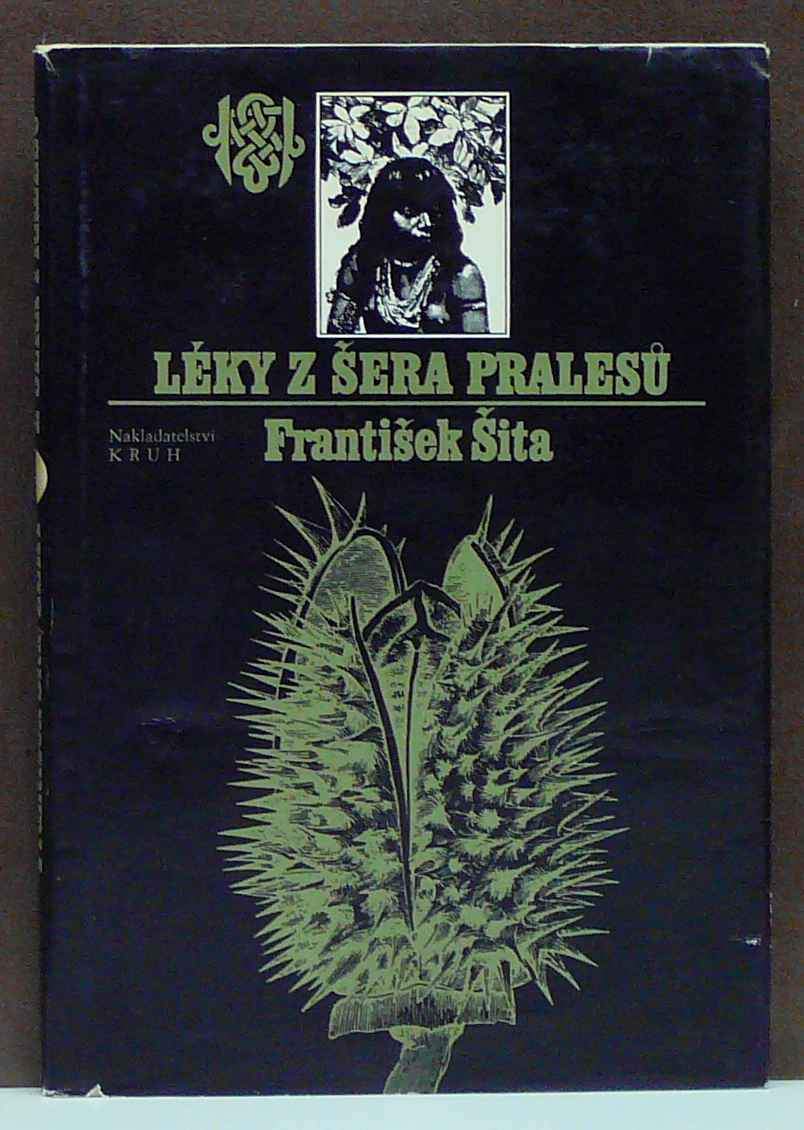 LÉKY Z ŠERA PRALESŮ
Nakladatelství
KRUH
František Šita